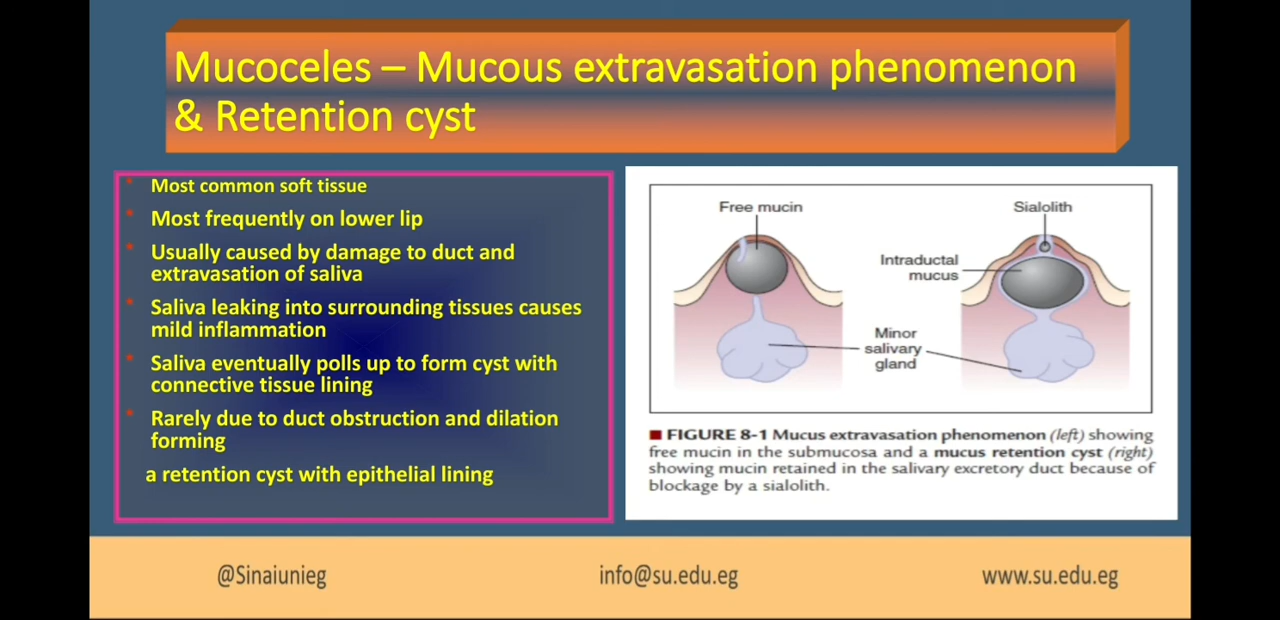 Mucoceles – Mucous extravasation phenomenon
& Retention cyst
Most common soft tissue
Most frequently on lower lip
Usually caused by damage to duct and
extravasation of saliva
Saliva leaking into surrounding tissues causes
mild inflammation
Saliva eventually polls up to form cyst with
connective tissue lining
Rarely due to duct obstruction and dilation
forming
a retention cyst with epithelial lining
Free mucin
Sialolith
Intraductal
mucus
Minor
salivary
gland
FIGURE 8-1 Mucus extravasation phenomenon (left) showing
free mucin in the submucosa and a mucus retention cyst (right)
showing mucin retained in the salivary excretory duct because of
blockage by a sialolith.
@Sinaiunieg
info@su.edu.eg
www.su.edu.eg